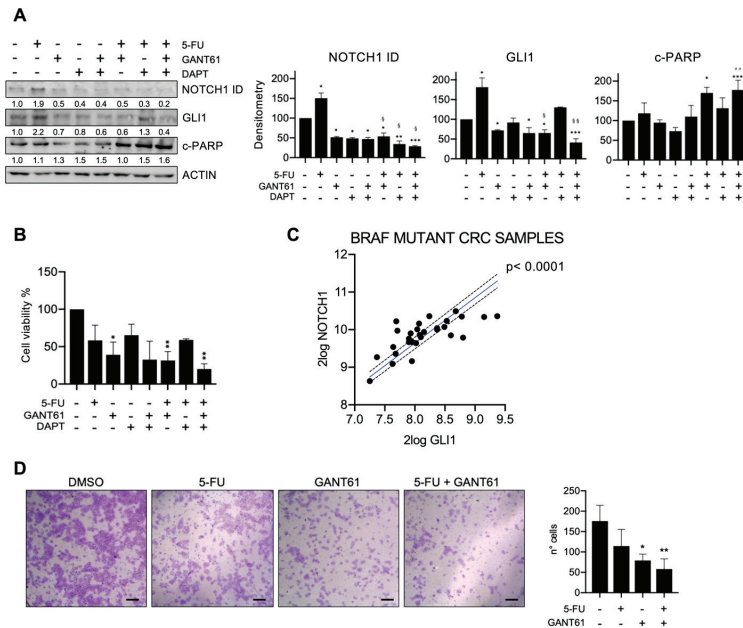 A
- + - - - + + + 5-FU
- - + - + + - + GANT61
- - - + + - + + DAPT
NOTCH1 ID
1.0 1.9 0.5 0.4 0.4 0.5 0.3 0.2
GLI1
1.0 2.2 0.7 0.8 0.6 0.6 1.3 0.4
c-PARP
1.0 1.1 1.3 1.5 1.5 1.0 1.5 1.6
ACTIN
Densitometry
NOTCH1 ID
200
150
100
50
0
GLI1
250
200
150
100
50
0
c-PARP
250
200
150
100
50
0
5-FU - + - - - + + +
GANT61 - - + - + + - +
DAPT - - - + + - + +
B
Cell viability %
150
100
50
0
5-FU - + - - - + + +
GANT61 - - + - + + - +
DAPT - - - + + - + +
C
BRAF MUTANT CRC SAMPLES
p< 0.0001
2log NOTCH1
12
11
10
9
8
7.0 7.5 8.0 8.5 9.0 9.5
2log GLI1
D
DMSO 5-FU GANT61 5-FU + GANT61
n° cells
250
200
150
100
50
0
5-FU - + - +
GANT61 - - + +